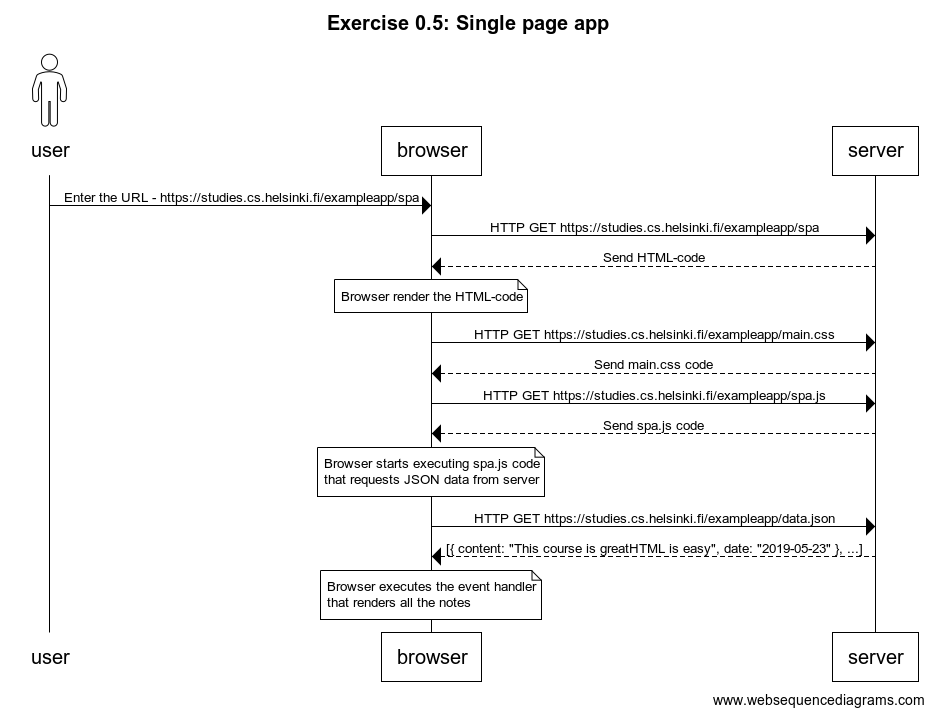 Exercise 0.5: Single page app
user
browser
server
Enter the URL - https://studies.cs.helsinki.fi/exampleapp/spa
HTTP GET https://studies.cs.helsinki.fi/exampleapp/spa
Send HTML-code
Browser render the HTML-code
HTTP GET https://studies.cs.helsinki.fi/exampleapp/main.css
Send main.css code
HTTP GET https://studies.cs.helsinki.fi/exampleapp/spa.js
Send spa.js code
Browser starts executing spa.js code
that requests JSON data from server
HTTP GET https://studies.cs.helsinki.fi/exampleapp/data.json
[{ content: "This course is greatHTML is easy", date: "2019-05-23" }, ...]
Browser executes the event handler
that renders all the notes
user
browser
server
www.websequencediagrams.com